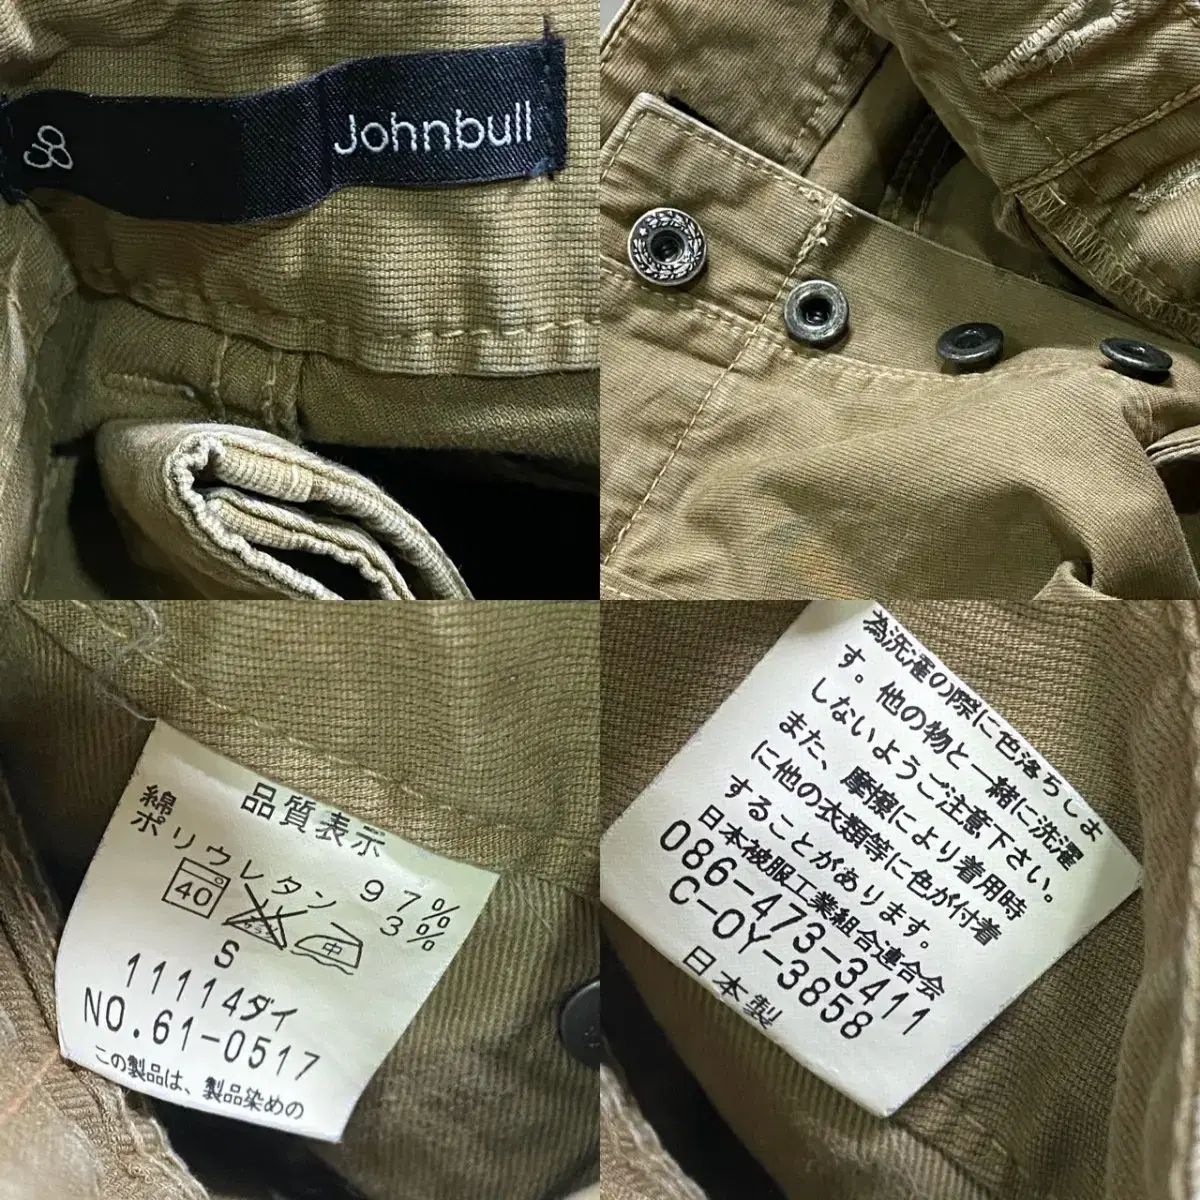 38
Johnbull
品質表示
綿 97%
ポリウレタン 3%
40 中
S
11114ダイ
NO.61-0517
この製品は、製品染めの
為洗濯の際に色落ちしま
す。他の物と一緒に洗濯
しないようご注意下さい。
また、摩擦により着用時
に他の衣類等に色が付着
することがあります。
日本被服工業組合連合会
086-473-3411
C-OY-3858
日本製